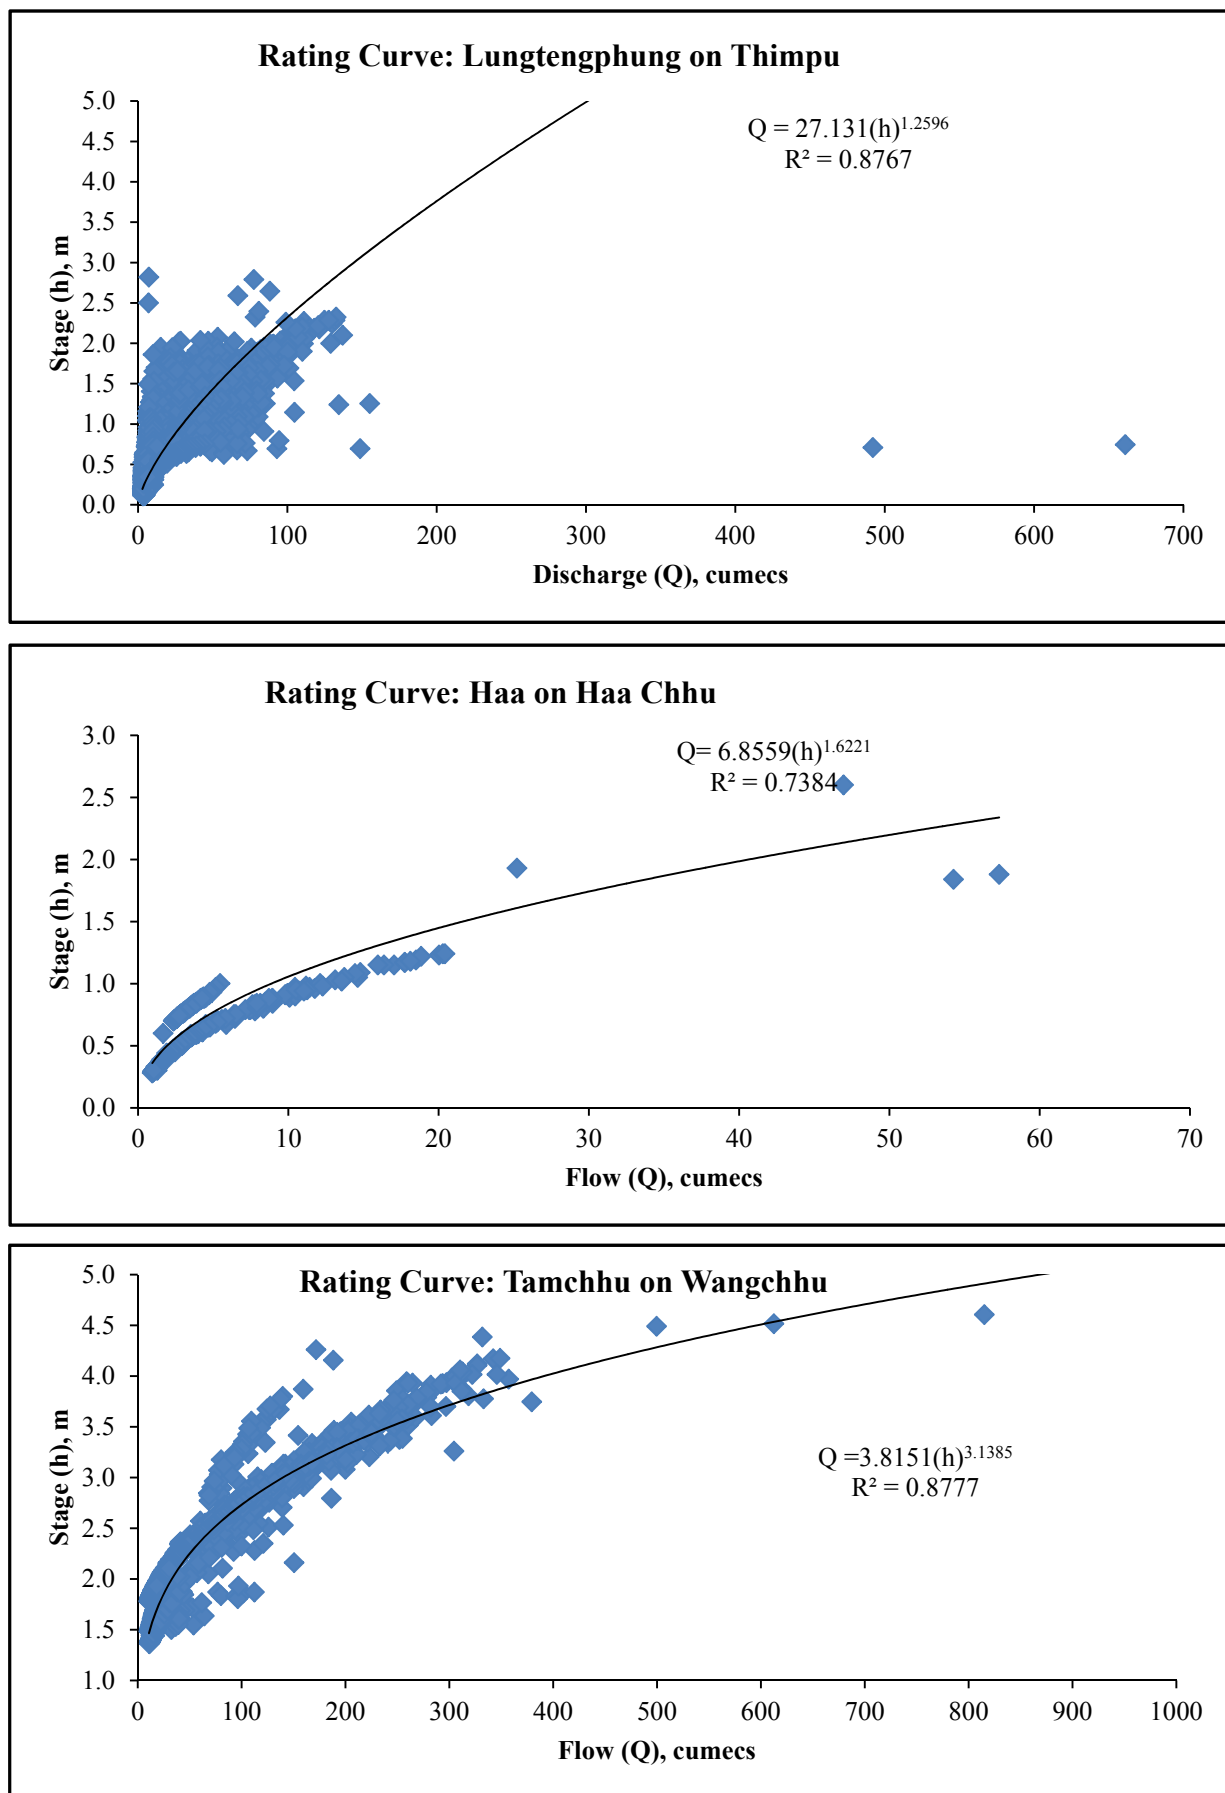 Rating Curve: Lungtengphung on Thimpu
Q = 27.131(h)^1.2596
R² = 0.8767
Stage (h), m
5.0
4.5
4.0
3.5
3.0
2.5
2.0
1.5
1.0
0.5
0.0
0 100 200 300 400 500 600 700
Discharge (Q), cumecs
Rating Curve: Haa on Haa Chhu
Q= 6.8559(h)^1.6221
R² = 0.7384
Stage (h), m
3.0
2.5
2.0
1.5
1.0
0.5
0.0
0 10 20 30 40 50 60 70
Flow (Q), cumecs
Rating Curve: Tamchhu on Wangchhu
Q =3.8151(h)^3.1385
R² = 0.8777
Stage (h), m
5.0
4.5
4.0
3.5
3.0
2.5
2.0
1.5
1.0
0 100 200 300 400 500 600 700 800 900 1000
Flow (Q), cumecs